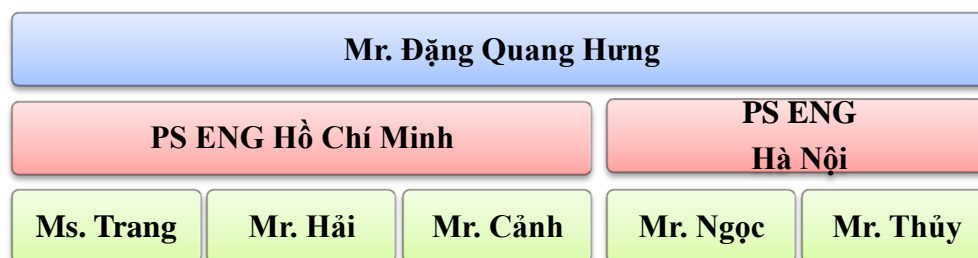 Mr. Đặng Quang Hưng
PS ENG Hồ Chí Minh
PS ENG
Hà Nội
Ms. Trang
Mr. Hải
Mr. Cảnh
Mr. Ngọc
Mr. Thủy